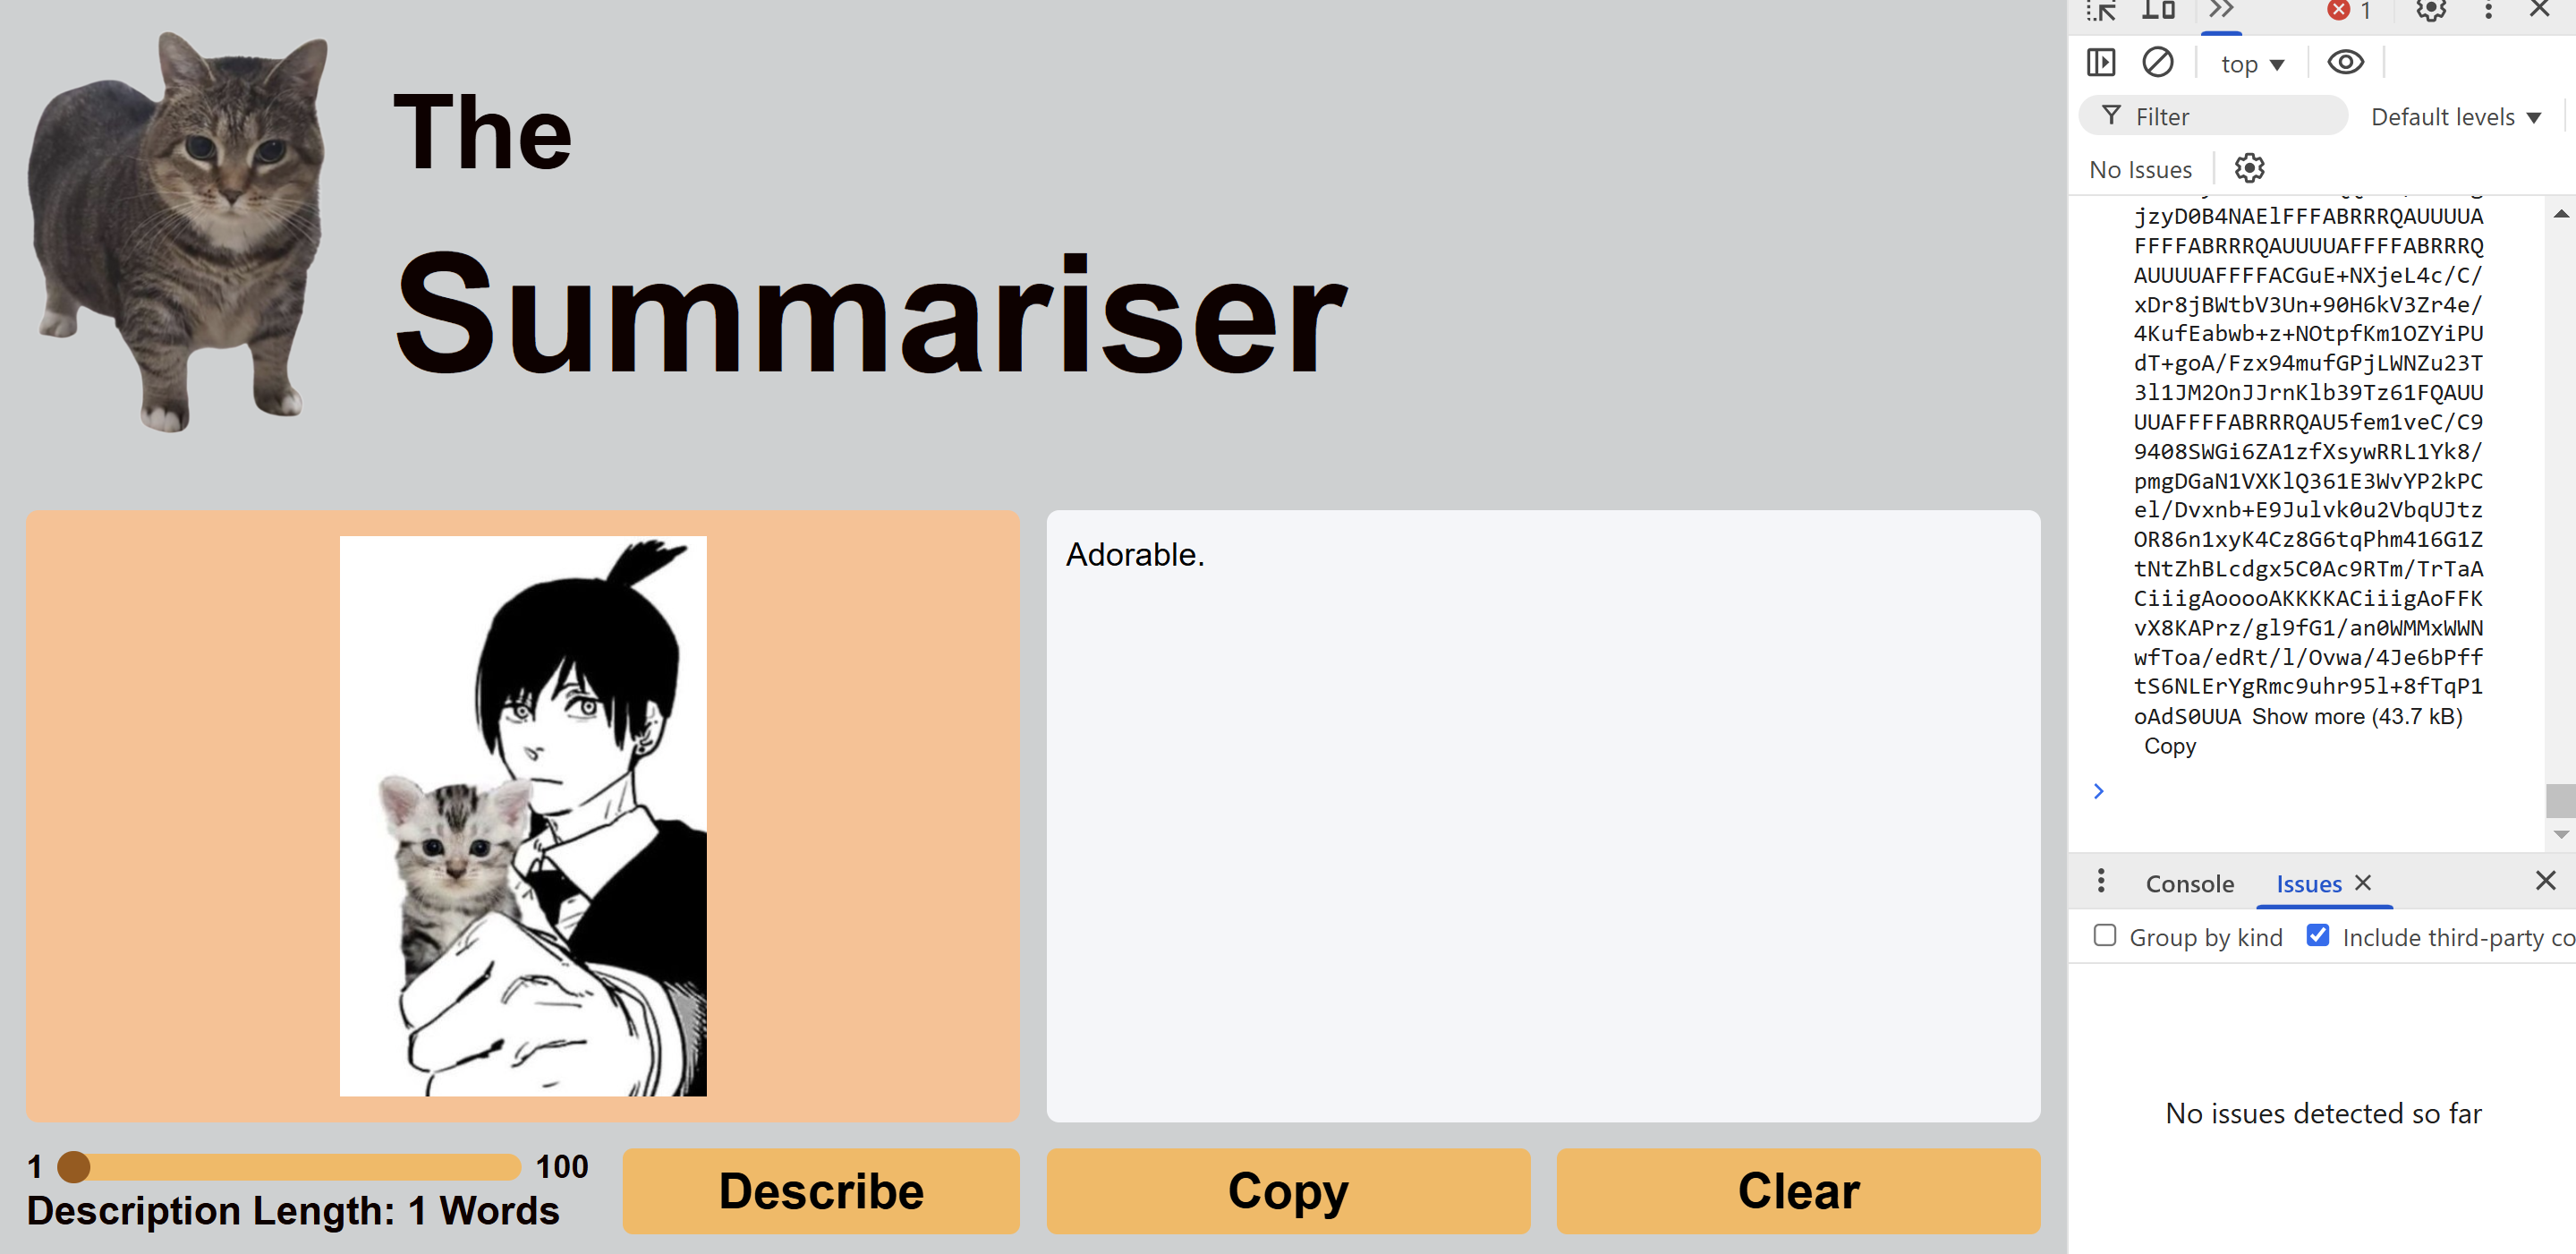 The
Summariser
Adorable.
1
100
Description Length: 1 Words
Describe
Copy
Clear
1
top
Filter
Default levels
No Issues
jzyD0B4NAElFFFABRRRQAUUUUA
FFFFABRRRQAUUUUAFFFFABRRRQ
AUUUUAFFFFACGuE+NXjeL4c/C/
xDr8jBWtbV3Un+90H6kV3Zr4e/
4KufEabwb+z+NOtpfKm1OZYiPU
dT+goA/Fzx94mufGPjLWNZu23T
3l1JM2OnJJrnKlb39Tz61FQAUU
UUAFFFFABRRRQAU5fem1veC/C9
9408SWGi6ZA1zfXsywRRL1Yk8/
pmgDGaN1VXKlQ361E3WvYP2kPC
el/Dvxnb+E9Julvk0u2VbqUJtz
OR86n1xyK4Cz8G6tqPhm416G1Z
tNtZhBLcdgx5C0Ac9RTm/TrTaA
CiiigAooooAKKKKACiiigAoFFK
vX8KAPrz/gl9fG1/an0WMMxWWN
wfToa/edRt/l/Ovwa/4Je6bPff
tS6NLErYgRmc9uhr95l+8fTqP1
oAdS0UUA Show more (43.7 kB)
Copy
Console
Issues
Group by kind
Include third-party co
No issues detected so far